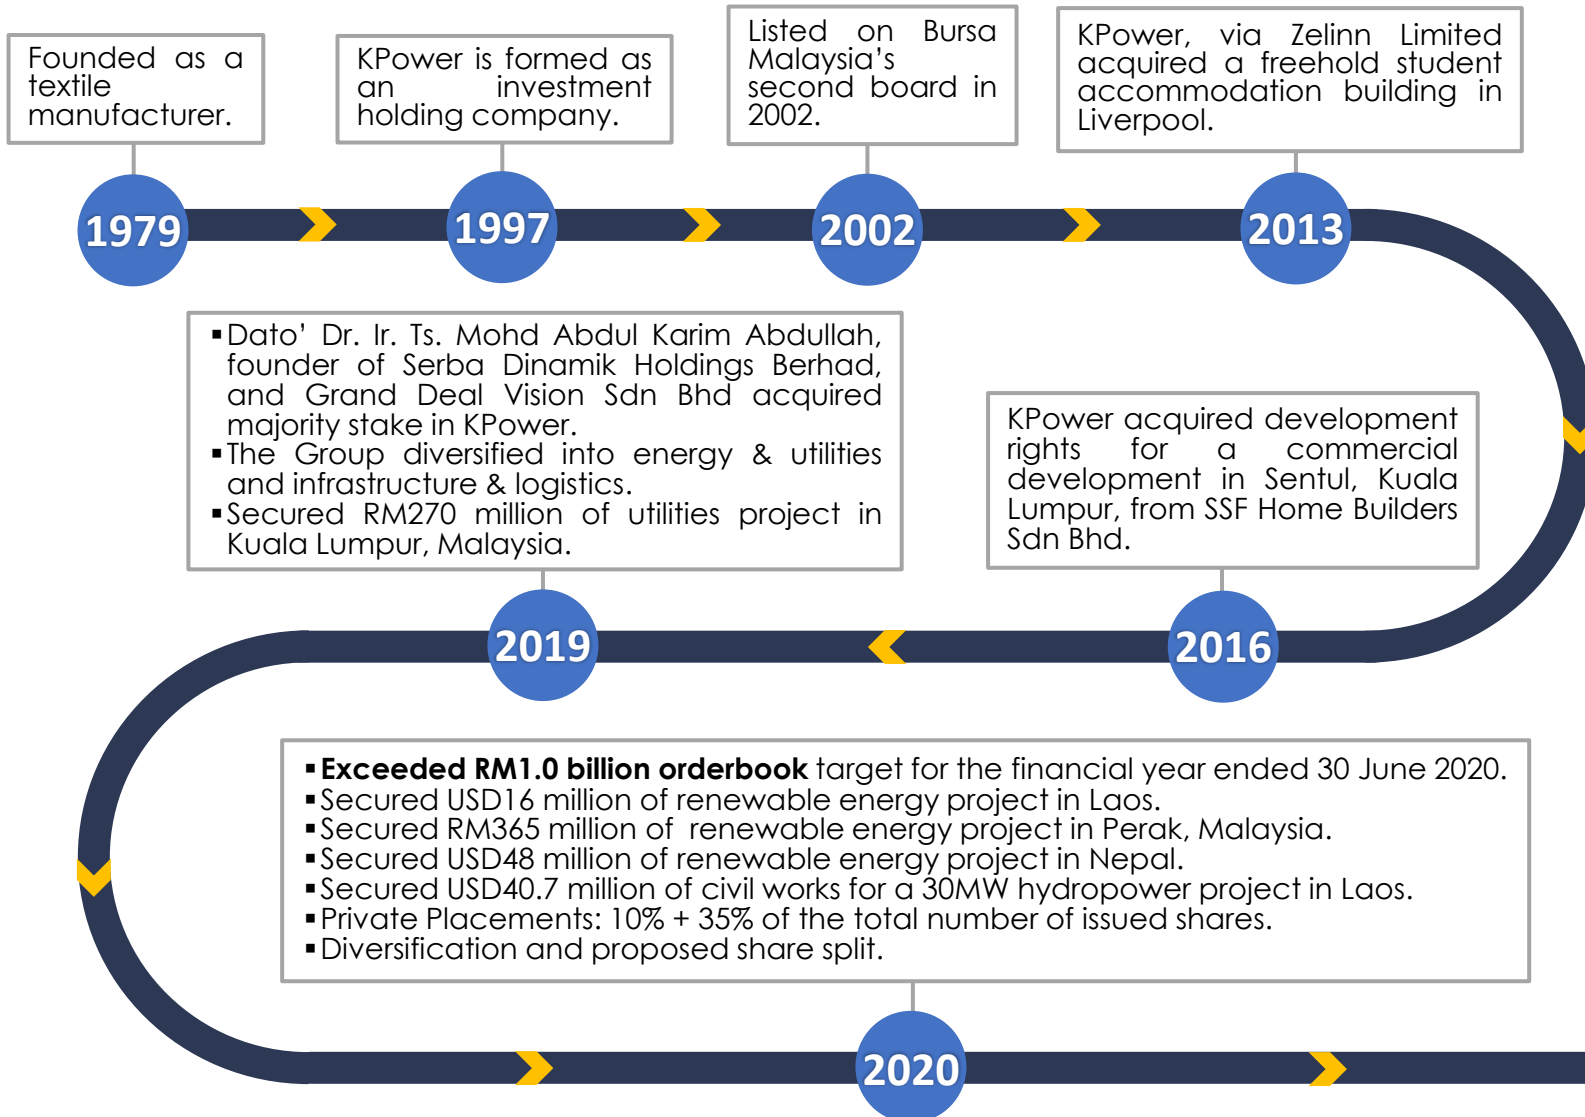 Founded as a
textile
manufacturer.
KPower is formed as
an investment
holding company.
Listed on Bursa
Malaysia’s
second board in
2002.
KPower, via Zelinn Limited
acquired a freehold student
accommodation building in
Liverpool.
1979
1997
2002
2013
▪Dato’ Dr. Ir. Ts. Mohd Abdul Karim Abdullah,
founder of Serba Dinamik Holdings Berhad,
and Grand Deal Vision Sdn Bhd acquired
majority stake in KPower.
▪The Group diversified into energy & utilities
and infrastructure & logistics.
▪Secured RM270 million of utilities project in
Kuala Lumpur, Malaysia.
KPower acquired development
rights for a commercial
development in Sentul, Kuala
Lumpur, from SSF Home Builders
Sdn Bhd.
2019
2016
▪Exceeded RM1.0 billion orderbook target for the financial year ended 30 June 2020.
▪Secured USD16 million of renewable energy project in Laos.
▪Secured RM365 million of renewable energy project in Perak, Malaysia.
▪Secured USD48 million of renewable energy project in Nepal.
▪Secured USD40.7 million of civil works for a 30MW hydropower project in Laos.
▪Private Placements: 10% + 35% of the total number of issued shares.
▪Diversification and proposed share split.
2020